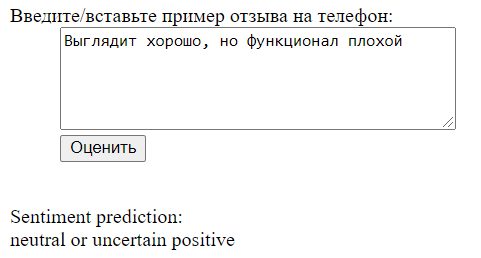 Введите/вставьте пример отзыва на телефон:
Выглядит хорошо, но функционал плохой
Оценить
Sentiment prediction:
neutral or uncertain positive